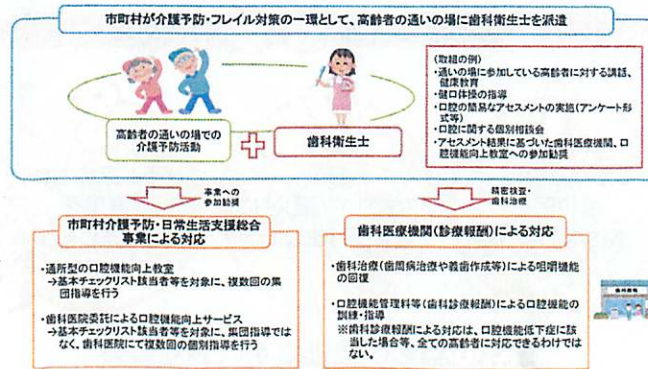 市町村が介護予防・フレイル対策の一環として、高齢者の通いの場に歯科衛生士を派遣
高齢者の通いの場での
介護予防活動
歯科衛生士
(取組の例)
・通いの場に参加している高齢者に対する講話、
健康教育
・健口体操の指導
・口腔の簡易なアセスメントの実施(アンケート形
式等)
・口腔に関する個別相談会
・アセスメント結果に基づいた歯科医療機関、口
腔機能向上教室への参加勧奨
事業への
参加勧奨
精密検査・
歯科治療
市町村介護予防・日常生活支援総合
事業による対応
・通所型の口腔機能向上教室
→基本チェックリスト該当者等を対象に、複数回の集
団指導を行う
・歯科医院委託による口腔機能向上サービス
→基本チェックリスト該当者等を対象に、集団指導では
なく、歯科医院にて複数回の個別指導を行う
歯科医療機関(診療報酬)による対応
・歯科治療(歯周病治療や義歯作成等)による咀嚼機能
の回復
・口腔機能管理料等(歯科診療報酬)による口腔機能の
訓練・指導
※歯科診療報酬による対応は、口腔機能低下症に該
当した場合等、全ての高齢者に対応できるわけでは
ない。